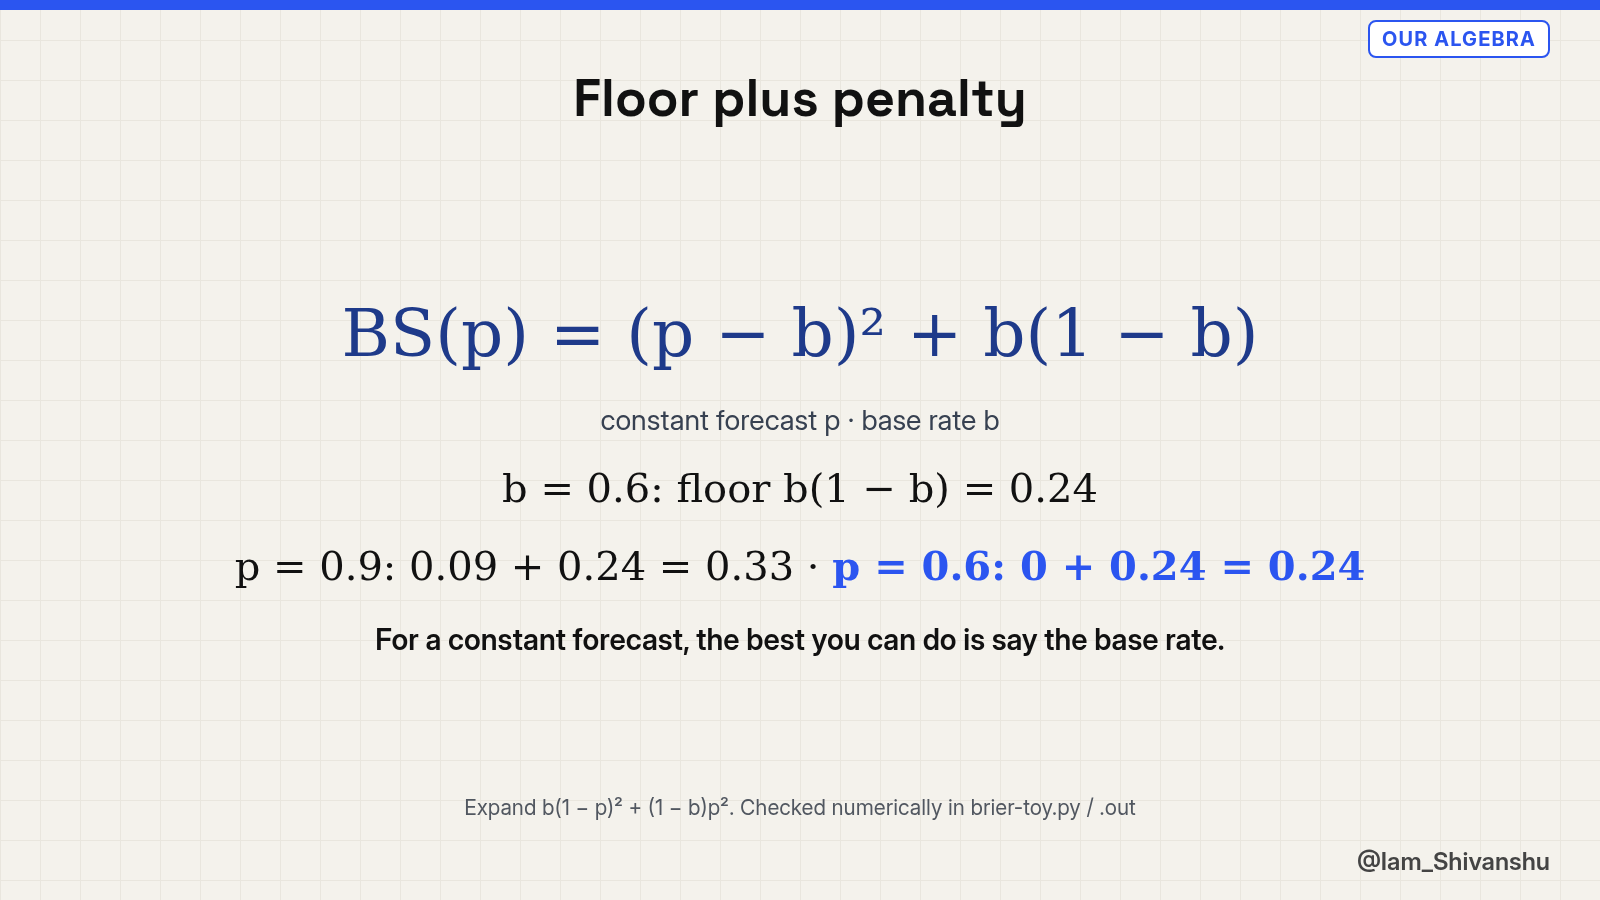 OUR ALGEBRA
Floor plus penalty
BS(p) = (p − b)² + b(1 − b)
constant forecast p · base rate b
b = 0.6: floor b(1 − b) = 0.24
p = 0.9: 0.09 + 0.24 = 0.33 · p = 0.6: 0 + 0.24 = 0.24
For a constant forecast, the best you can do is say the base rate.
Expand b(1 − p)² + (1 − b)p². Checked numerically in brier-toy.py / .out
@Iam_Shivanshu